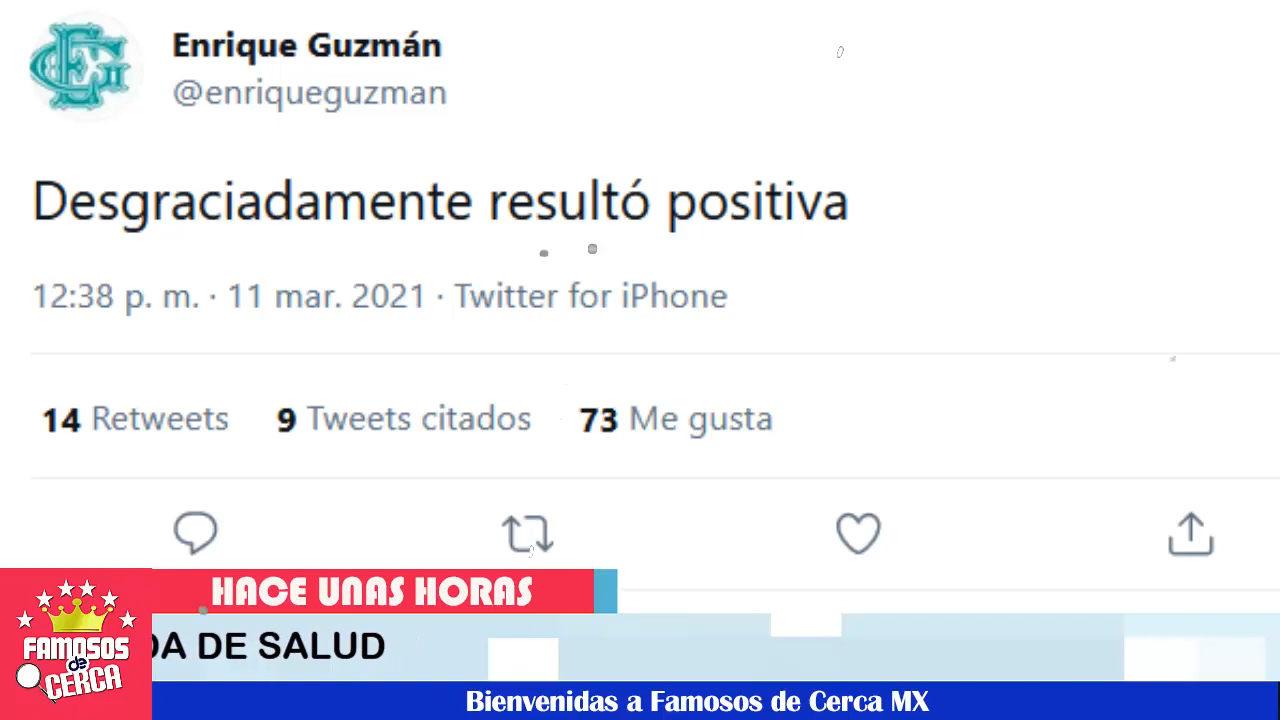 Enrique Guzmán
@enriqueguzman
Desgraciadamente resultó positiva
12:38 p. m. · 11 mar. 2021 · Twitter for iPhone
14 Retweets 9 Tweets citados 73 Me gusta
HACE UNAS HORAS
DE SALUD
FAMOSOS
de
CERCA
Bienvenidas a Famosos de Cerca MX